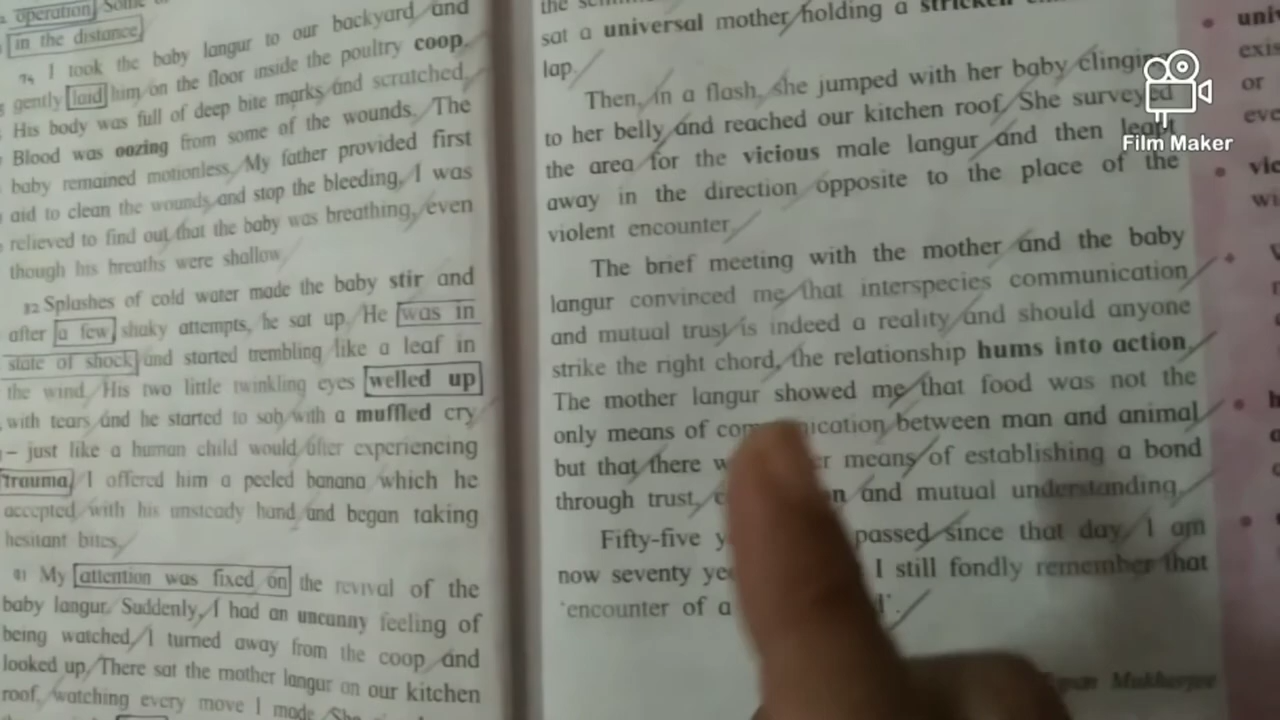 operation Some
in the distance
I took the baby langur to our backyard and
gently laid him on the floor inside the poultry coop.
His body was full of deep bite marks and scratched.
Blood was oozing from some of the wounds. The
baby remained motionless. My father provided first
aid to clean the wounds and stop the bleeding. I was
relieved to find out that the baby was breathing, even
though his breaths were shallow
Splashes of cold water made the baby stir and
after a few shaky attempts, he sat up. He was in
state of shock and started trembling like a leaf in
the wind. His two little twinkling eyes welled up
with tears and he started to sob with a muffled cry
– just like a human child would after experiencing
trauma. I offered him a peeled banana which he
accepted with his unsteady hand and began taking
hesitant bites.
My attention was fixed on the revival of the
baby langur. Suddenly, I had an uncanny feeling of
being watched. I turned away from the coop and
looked up. There sat the mother langur on our kitchen
roof, watching every move I made. She
the
sat a universal mother holding a stricken
lap.
Then, in a flash, she jumped with her baby clinging
to her belly and reached our kitchen roof. She surveyed
the area for the vicious male langur and then leapt
away in the direction opposite to the place of the
violent encounter.
The brief meeting with the mother and the baby
langur convinced me that interspecies communication
and mutual trust is indeed a reality and should anyone
strike the right chord, the relationship hums into action.
The mother langur showed me that food was not the
only means of communication between man and animal
but that there means of establishing a bond
through trust, and mutual understanding.
Fifty-five passed since that day. I am
now seventy I still fondly remember that
'encounter of a
Mukherjee
or
Film Maker